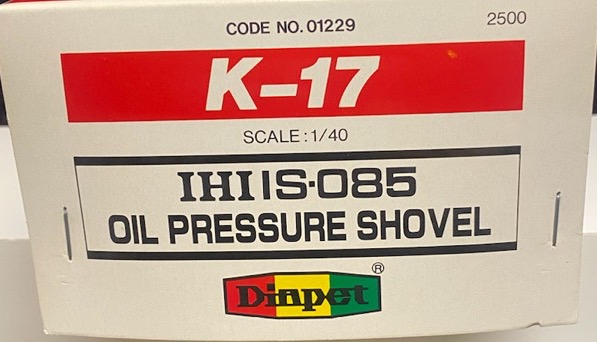 CODE NO. 01229
2500
K-17
SCALE:1/40
IHI IS·085
OIL PRESSURE SHOVEL
Diapet®